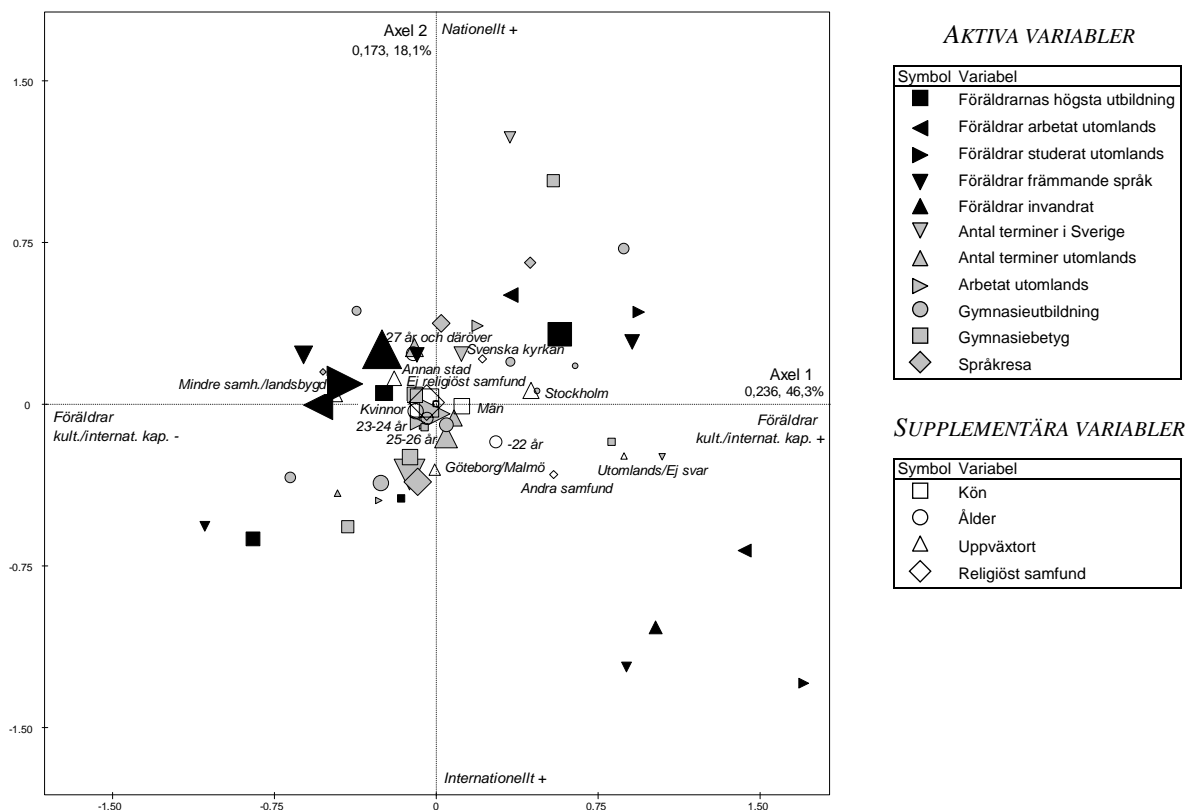 Axel 2
0,173, 18,1%
Nationellt +
1.50
0.75
27 år och däröver
Svenska kyrkan
Annan stad
Mindre samh./landsbygd
Ej religiöst samfund
Stockholm
Axel 1
0,236, 46,3%
0
Föräldrar
kult./internat. kap. -
Kvinnor
Män
Föräldrar
kult./internat. kap. +
23-24 år
25-26 år
-22 år
Göteborg/Malmö
Utomlands/Ej svar
Andra samfund
-0.75
-1.50
Internationellt +
-1.50
-0.75
0
0.75
1.50
AKTIVA VARIABLER
Symbol Variabel
Föräldrarnas högsta utbildning
Föräldrar arbetat utomlands
Föräldrar studerat utomlands
Föräldrar främmande språk
Föräldrar invandrat
Antal terminer i Sverige
Antal terminer utomlands
Arbetat utomlands
Gymnasieutbildning
Gymnasiebetyg
Språkresa
SUPPLEMENTÄRA VARIABLER
Symbol Variabel
Kön
Ålder
Uppväxtort
Religiöst samfund